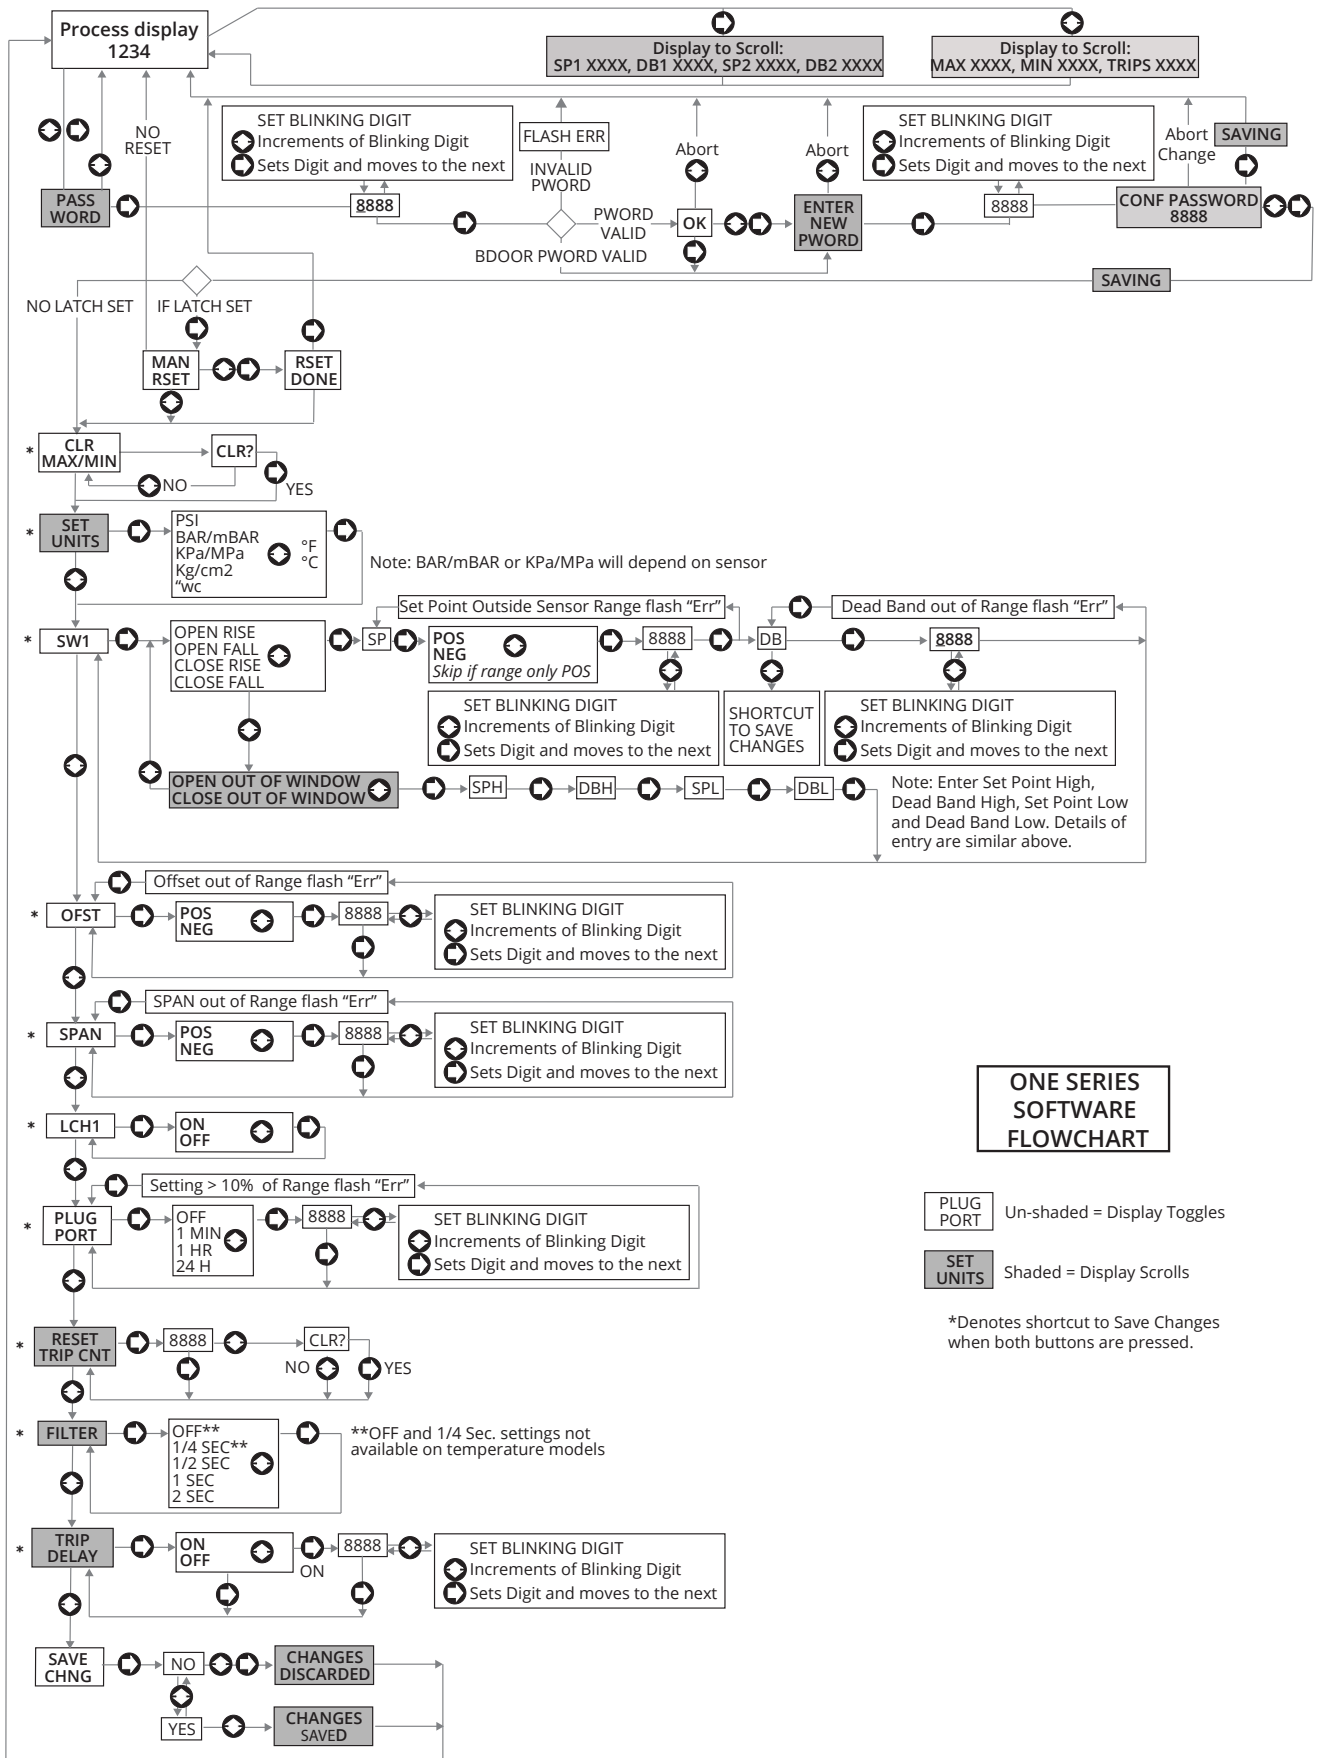 Process display
1234
Display to Scroll:
SP1 XXXX, DB1 XXXX, SP2 XXXX, DB2 XXXX
Display to Scroll:
MAX XXXX, MIN XXXX, TRIPS XXXX
NO
RESET
SET BLINKING DIGIT
Increments of Blinking Digit
Sets Digit and moves to the next
FLASH ERR
INVALID
PWORD
Abort
Abort
SET BLINKING DIGIT
Increments of Blinking Digit
Sets Digit and moves to the next
Abort
Change
SAVING
PASS
WORD
8888
PWORD
VALID
OK
BDOOR PWORD VALID
ENTER
NEW
PWORD
8888
CONF PASSWORD
8888
SAVING
NO LATCH SET
IF LATCH SET
MAN
RSET
RSET
DONE
*
CLR
MAX/MIN
CLR?
NO
YES
*
SET
UNITS
PSI
BAR/mBAR
KPa/MPa
Kg/cm2
“wc
°F
°C
Note: BAR/mBAR or KPa/MPa will depend on sensor
Set Point Outside Sensor Range flash “Err”
Dead Band out of Range flash “Err”
*
SW1
OPEN RISE
OPEN FALL
CLOSE RISE
CLOSE FALL
SP
POS
NEG
Skip if range only POS
8888
DB
8888
SET BLINKING DIGIT
Increments of Blinking Digit
Sets Digit and moves to the next
SHORTCUT
TO SAVE
CHANGES
SET BLINKING DIGIT
Increments of Blinking Digit
Sets Digit and moves to the next
OPEN OUT OF WINDOW
CLOSE OUT OF WINDOW
SPH
DBH
SPL
DBL
Note: Enter Set Point High,
Dead Band High, Set Point Low
and Dead Band Low. Details of
entry are similar above.
Offset out of Range flash “Err”
*
OFST
POS
NEG
8888
SET BLINKING DIGIT
Increments of Blinking Digit
Sets Digit and moves to the next
SPAN out of Range flash “Err”
*
SPAN
POS
NEG
8888
SET BLINKING DIGIT
Increments of Blinking Digit
Sets Digit and moves to the next
ONE SERIES
SOFTWARE
FLOWCHART
*
LCH1
ON
OFF
Setting > 10% of Range flash “Err”
*
PLUG
PORT
OFF
1 MIN
1 HR
24 H
8888
SET BLINKING DIGIT
Increments of Blinking Digit
Sets Digit and moves to the next
PLUG
PORT
Un-shaded = Display Toggles
SET
UNITS
Shaded = Display Scrolls
*Denotes shortcut to Save Changes
when both buttons are pressed.
*
RESET
TRIP CNT
8888
CLR?
NO
YES
*
FILTER
OFF**
1/4 SEC**
1/2 SEC
1 SEC
2 SEC
**OFF and 1/4 Sec. settings not
available on temperature models
*
TRIP
DELAY
ON
OFF
ON
8888
SET BLINKING DIGIT
Increments of Blinking Digit
Sets Digit and moves to the next
SAVE
CHNG
NO
CHANGES
DISCARDED
YES
CHANGES
SAVED